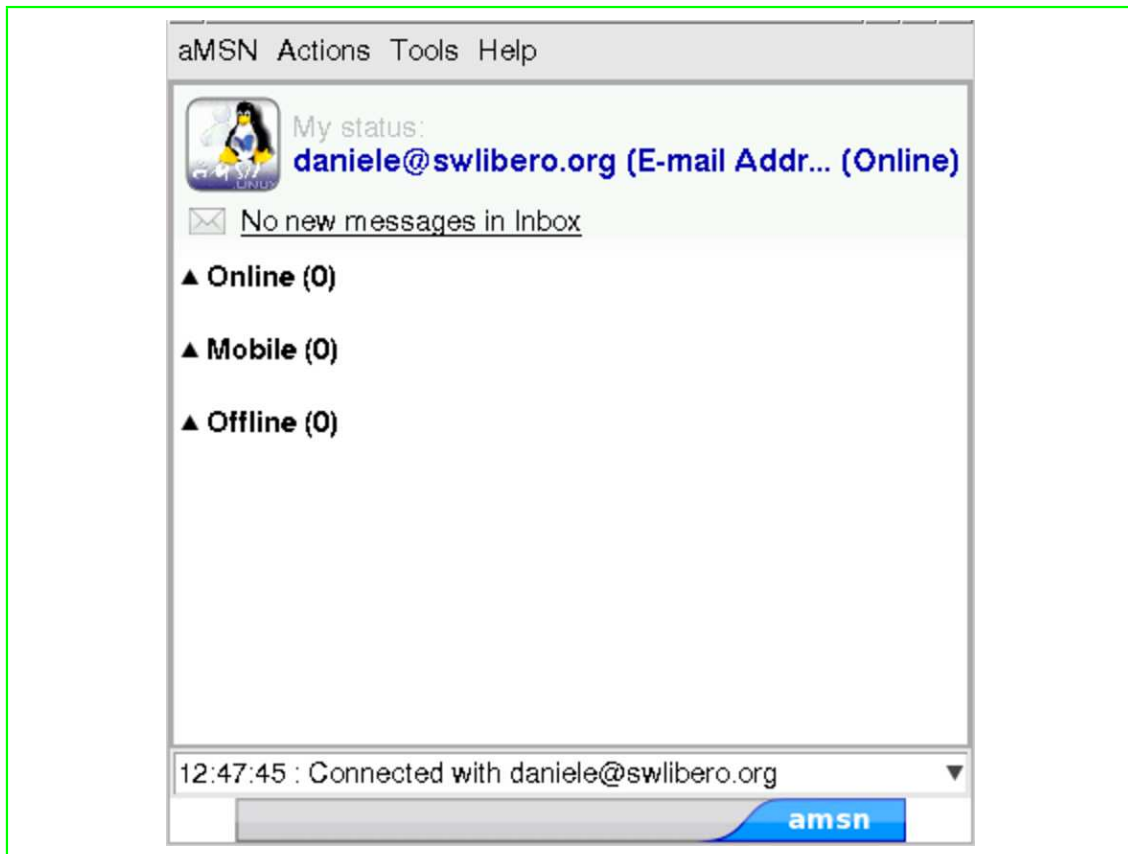 aMSN Actions Tools Help
My status:
daniele@swlibero.org (E-mail Addr... (Online)
No new messages in Inbox
▲ Online (0)
▲ Mobile (0)
▲ Offline (0)
12:47:45 : Connected with daniele@swlibero.org
amsn